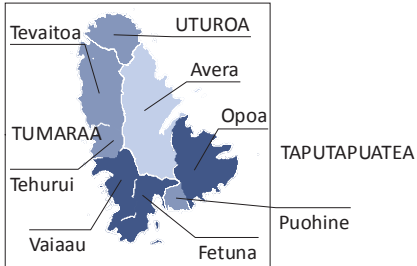 UTUROA
Tevaitoa
Avera
Opoa
TUMARAA
TAPUTAPUATEA
Tehurui
Puohine
Vaiaau
Fetuna